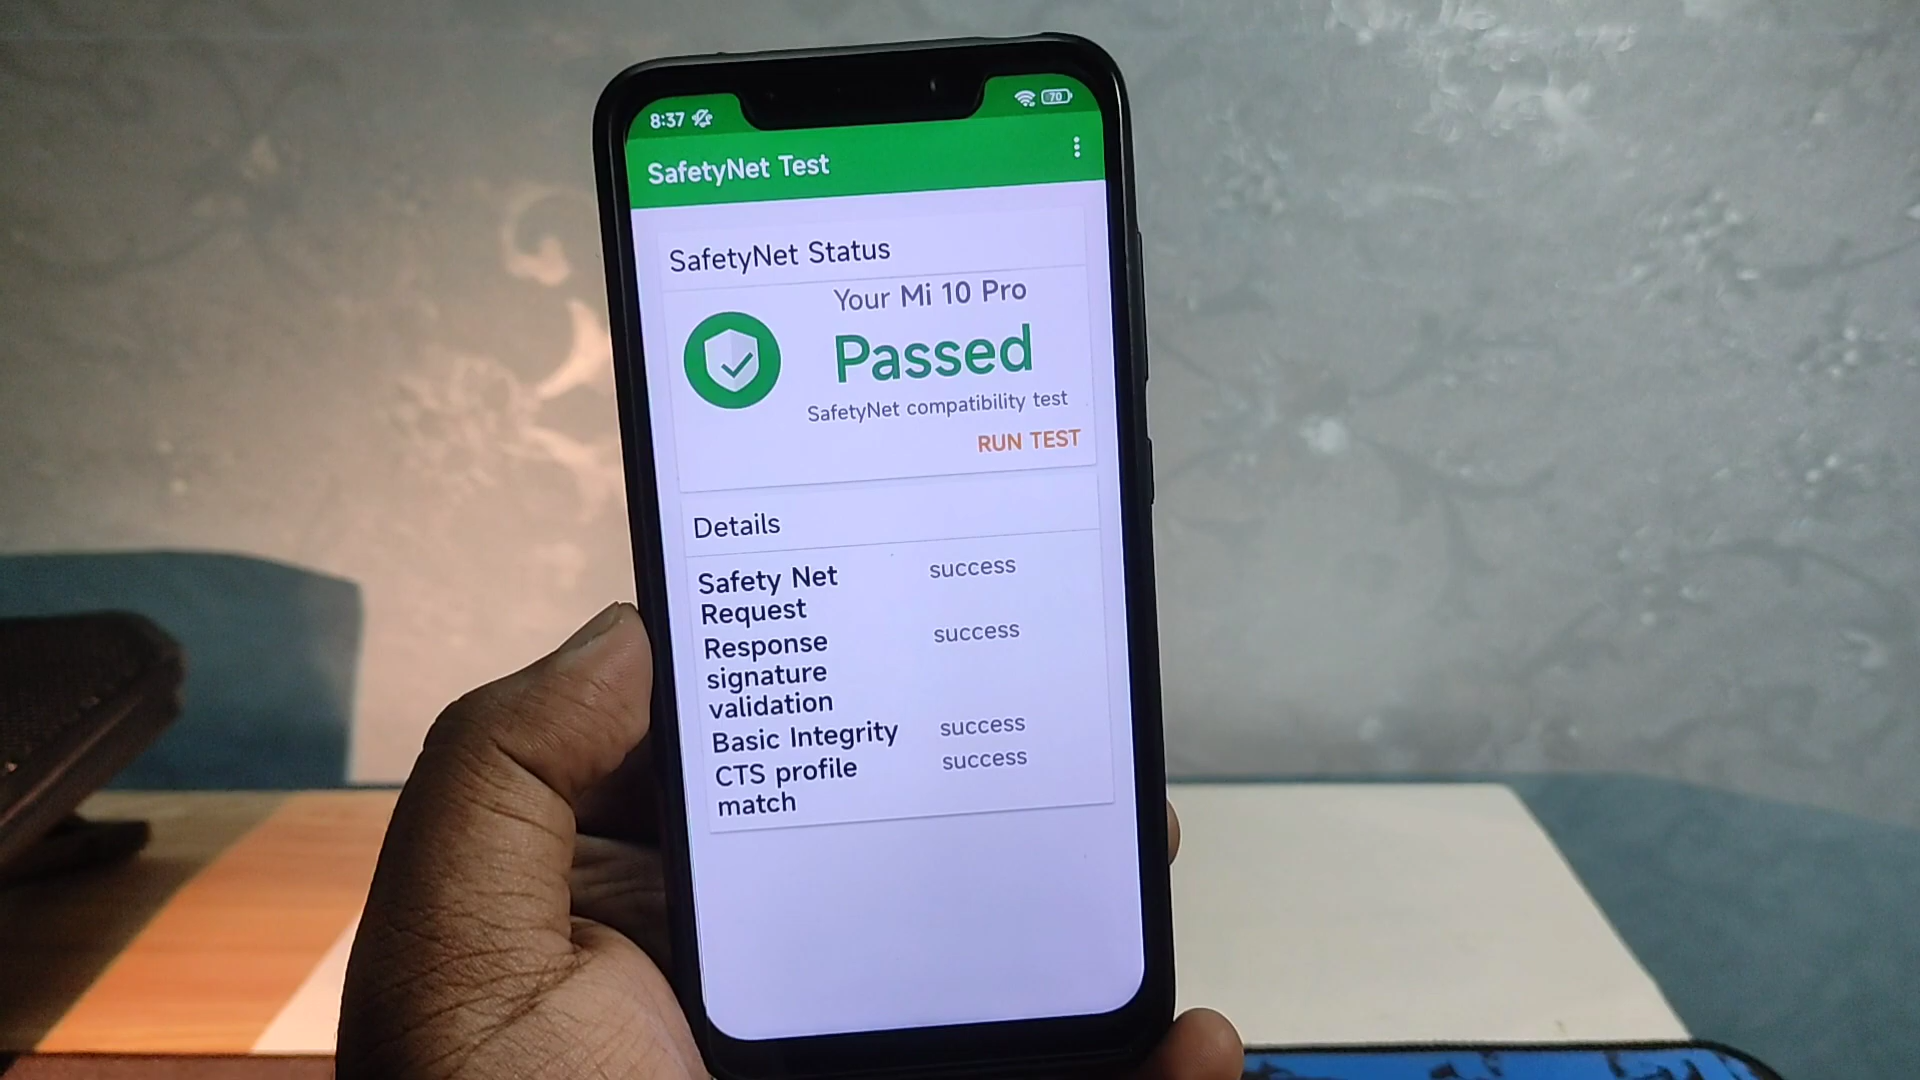 8:37
70
SafetyNet Test
SafetyNet Status
Your Mi 10 Pro
Passed
SafetyNet compatibility test
RUN TEST
Details
Safety Net success
Request
Response success
signature
validation
Basic Integrity success
CTS profile success
match